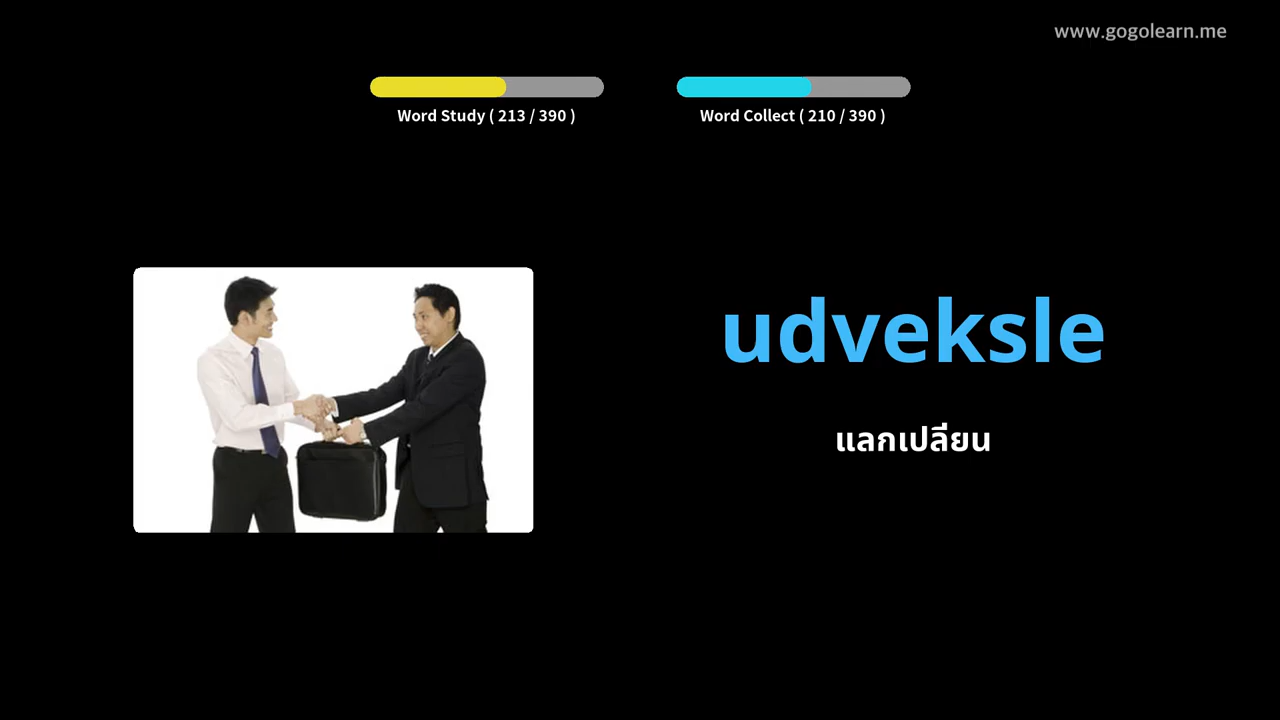 www.gogolearn.me
Word Study ( 213 / 390 )
Word Collect ( 210 / 390 )
udveksle
แลกเปลี่ยน